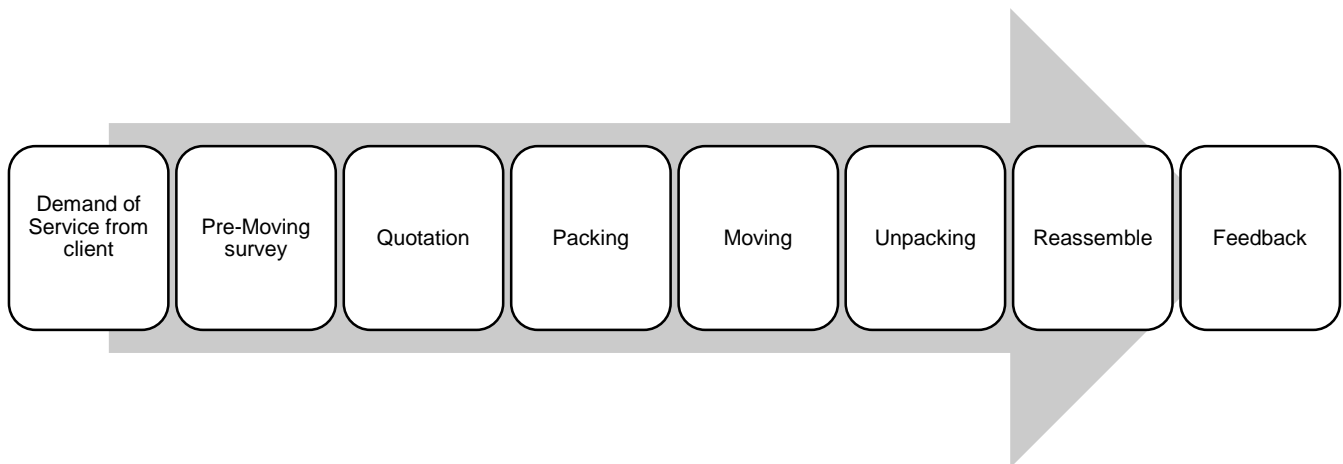 Demand of
Service from
client
Pre-Moving
survey
Quotation
Packing
Moving
Unpacking
Reassemble
Feedback